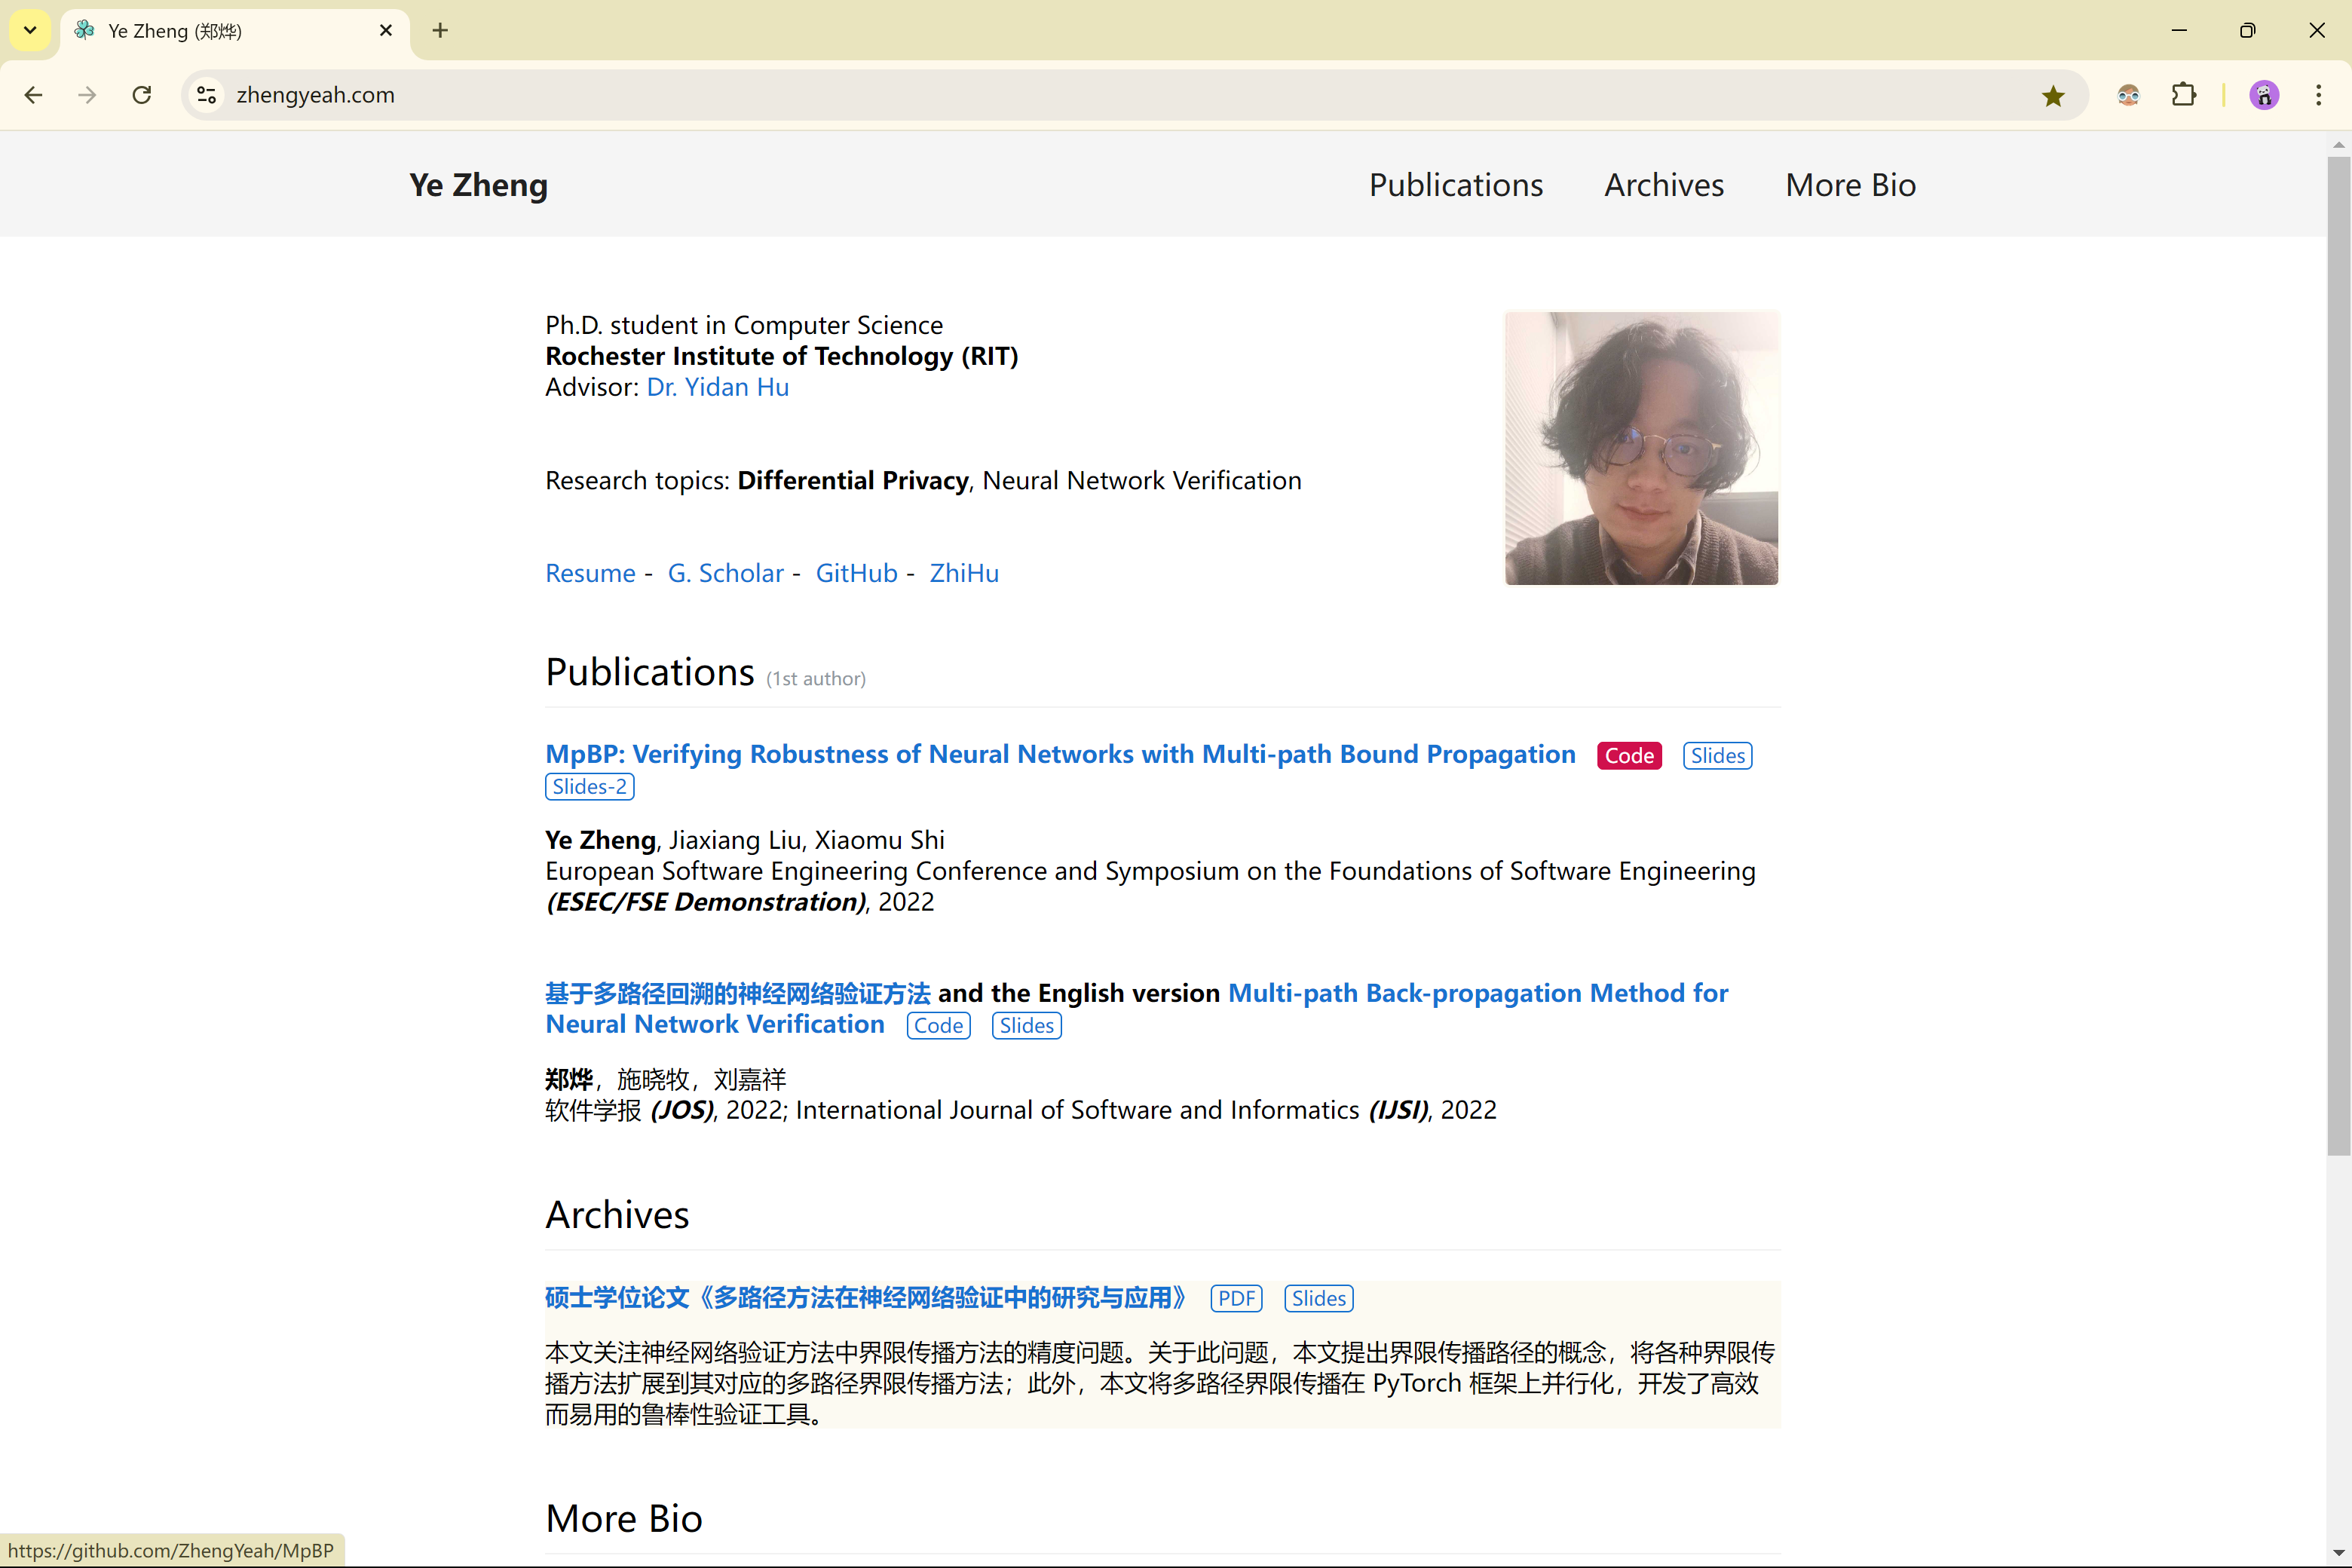 Ye Zheng (郑烨)
zhengyeah.com
Ye Zheng
Publications
Archives
More Bio
Ph.D. student in Computer Science
Rochester Institute of Technology (RIT)
Advisor: Dr. Yidan Hu
Research topics: Differential Privacy, Neural Network Verification
Resume - G. Scholar - GitHub - ZhiHu
Publications (1st author)
MpBP: Verifying Robustness of Neural Networks with Multi-path Bound Propagation Code Slides
Slides-2
Ye Zheng, Jiaxiang Liu, Xiaomu Shi
European Software Engineering Conference and Symposium on the Foundations of Software Engineering
(ESEC/FSE Demonstration), 2022
基于多路径回溯的神经网络验证方法 and the English version Multi-path Back-propagation Method for
Neural Network Verification Code Slides
郑烨，施晓牧，刘嘉祥
软件学报 (JOS), 2022; International Journal of Software and Informatics (IJSI), 2022
Archives
硕士学位论文《多路径方法在神经网络验证中的研究与应用》 PDF Slides
本文关注神经网络验证方法中界限传播方法的精度问题。关于此问题，本文提出界限传播路径的概念，将各种界限传
播方法扩展到其对应的多路径界限传播方法；此外，本文将多路径界限传播在 PyTorch 框架上并行化，开发了高效
而易用的鲁棒性验证工具。
More Bio
https://github.com/ZhengYeah/MpBP